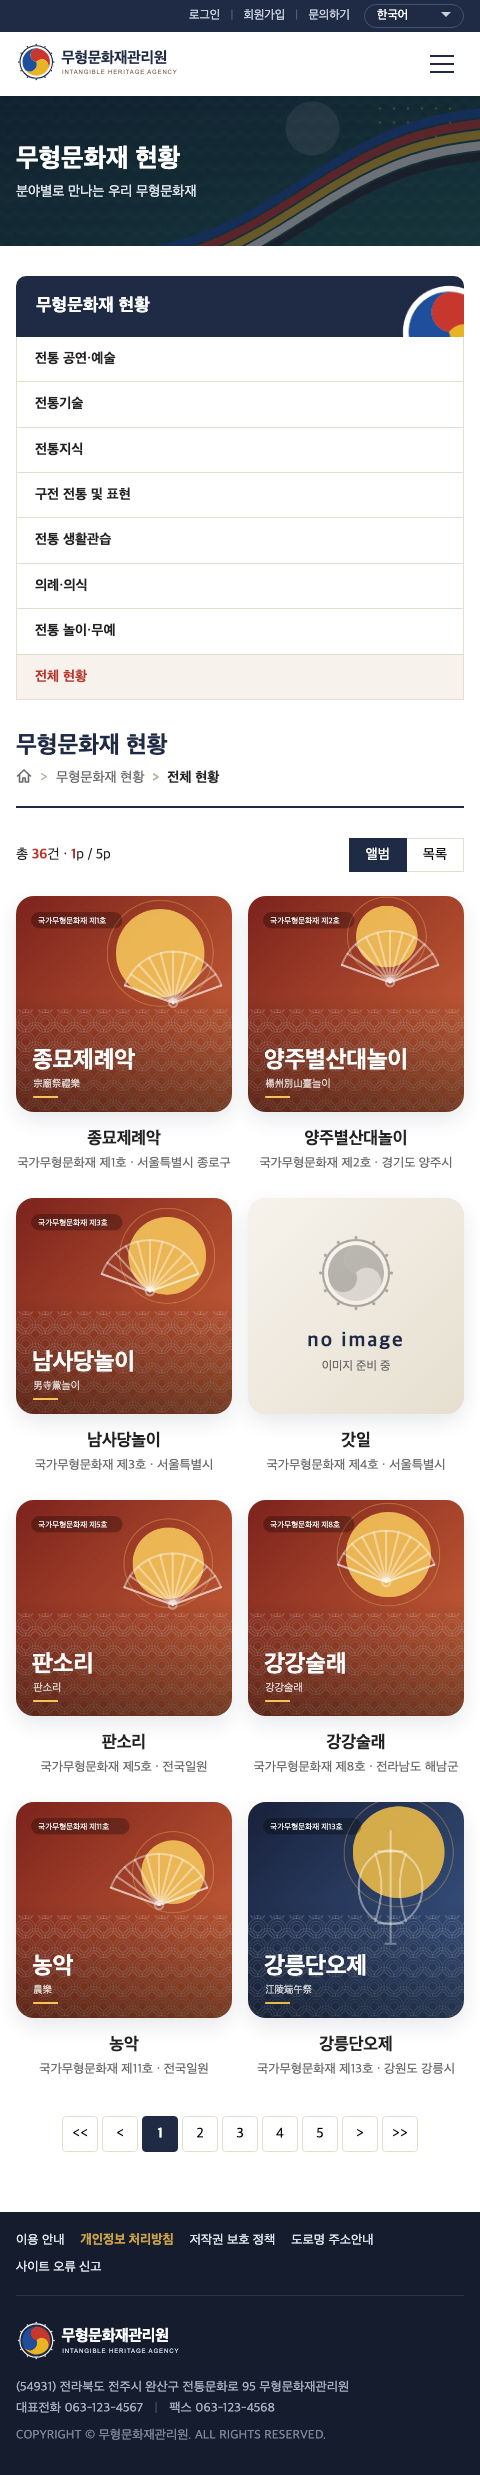 로그인 | 회원가입 | 문의하기 한국어
무형문화재관리원
INTANGIBLE HERITAGE AGENCY
무형문화재 현황
분야별로 만나는 우리 무형문화재
무형문화재 현황
전통 공연·예술
전통기술
전통지식
구전 전통 및 표현
전통 생활관습
의례·의식
전통 놀이·무예
전체 현황
무형문화재 현황
> 무형문화재 현황 > 전체 현황
총 36건 · 1p / 5p
앨범 목록
국가무형문화재 제1호
종묘제례악
宗廟祭禮樂
종묘제례악
국가무형문화재 제1호 · 서울특별시 종로구
국가무형문화재 제2호
양주별산대놀이
楊州別山臺놀이
양주별산대놀이
국가무형문화재 제2호 · 경기도 양주시
국가무형문화재 제3호
남사당놀이
男寺黨놀이
남사당놀이
국가무형문화재 제3호 · 서울특별시
no image
이미지 준비 중
갓일
국가무형문화재 제4호 · 서울특별시
국가무형문화재 제5호
판소리
판소리
판소리
국가무형문화재 제5호 · 전국일원
국가무형문화재 제8호
강강술래
강강술래
강강술래
국가무형문화재 제8호 · 전라남도 해남군
국가무형문화재 제11호
농악
農樂
농악
국가무형문화재 제11호 · 전국일원
국가무형문화재 제13호
강릉단오제
江陵端午祭
강릉단오제
국가무형문화재 제13호 · 강원도 강릉시
<< < 1 2 3 4 5 > >>
이용 안내 개인정보 처리방침 저작권 보호 정책 도로명 주소안내
사이트 오류 신고
무형문화재관리원
INTANGIBLE HERITAGE AGENCY
(54931) 전라북도 전주시 완산구 전통문화로 95 무형문화재관리원
대표전화 063-123-4567 | 팩스 063-123-4568
COPYRIGHT © 무형문화재관리원. ALL RIGHTS RESERVED.